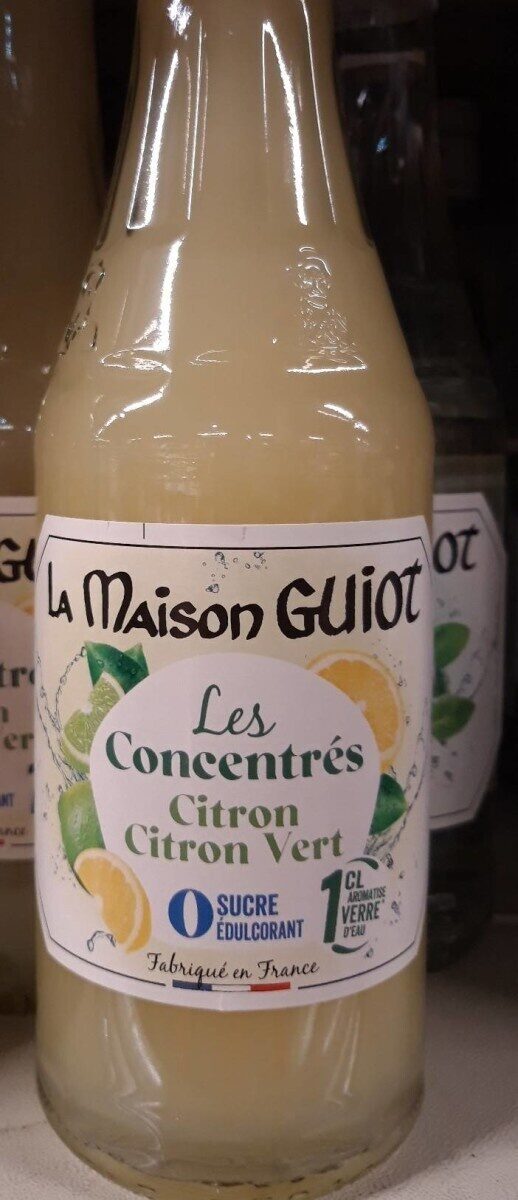 La Maison Guiot
Les
Concentrés
Citron
Citron Vert
0 SUCRE
ÉDULCORANT
1 CL
AROMATISE
VERRE*
D'EAU
Fabriqué en France
OT